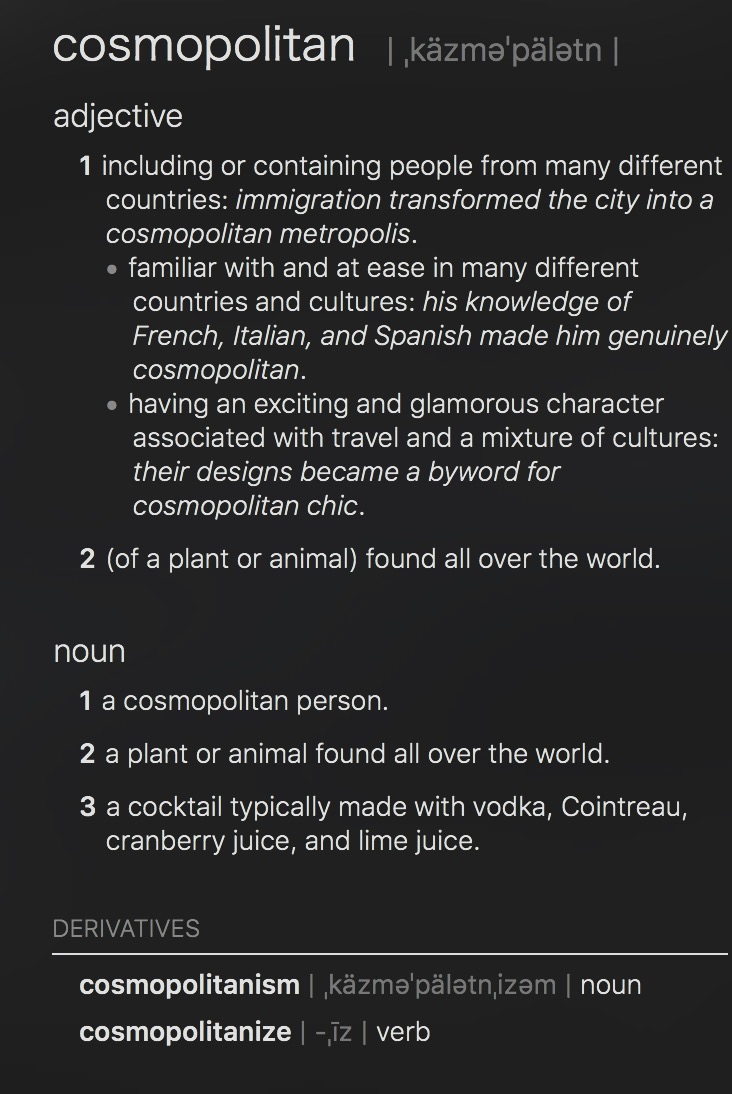 cosmopolitan | ˌkäzməˈpälətn |
adjective
1 including or containing people from many different
countries: immigration transformed the city into a
cosmopolitan metropolis.
• familiar with and at ease in many different
countries and cultures: his knowledge of
French, Italian, and Spanish made him genuinely
cosmopolitan.
• having an exciting and glamorous character
associated with travel and a mixture of cultures:
their designs became a byword for
cosmopolitan chic.
2 (of a plant or animal) found all over the world.
noun
1 a cosmopolitan person.
2 a plant or animal found all over the world.
3 a cocktail typically made with vodka, Cointreau,
cranberry juice, and lime juice.
DERIVATIVES
cosmopolitanism | ˌkäzməˈpälətnˌizəm | noun
cosmopolitanize | -ˌīz | verb